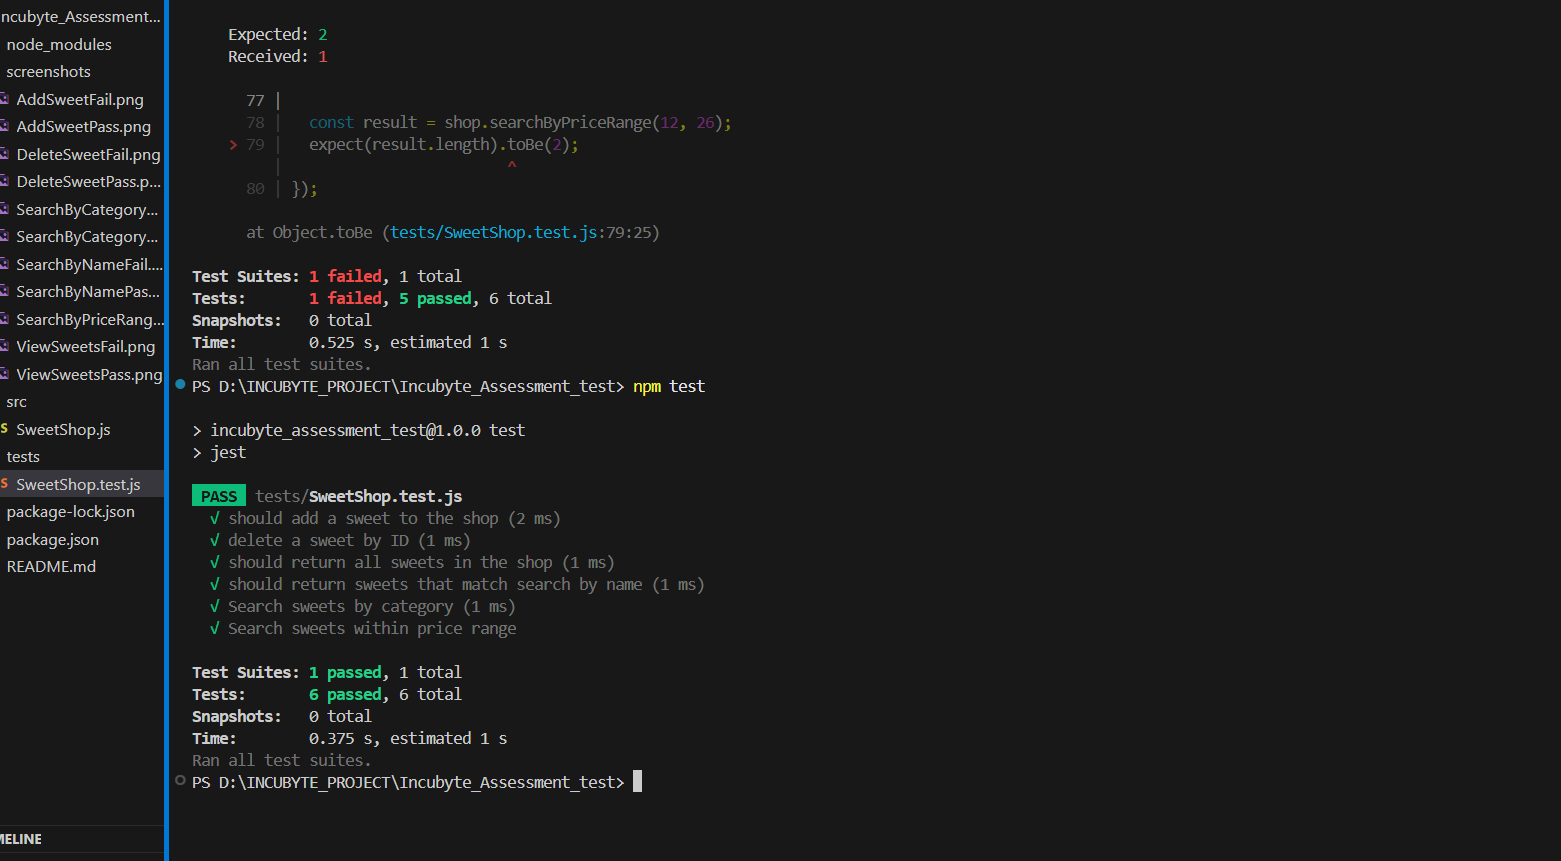 ncubyte_Assessment...
node_modules
screenshots
AddSweetFail.png
AddSweetPass.png
DeleteSweetFail.png
DeleteSweetPass.p...
SearchByCategory...
SearchByCategory...
SearchByNameFail....
SearchByNamePas...
SearchByPriceRang...
ViewSweetsFail.png
ViewSweetsPass.png
src
S SweetShop.js
tests
S SweetShop.test.js
package-lock.json
package.json
README.md
MELINE
Expected: 2
Received: 1
77 |
78 | const result = shop.searchByPriceRange(12, 26);
> 79 | expect(result.length).toBe(2);
| ^
80 | });
at Object.toBe (tests/SweetShop.test.js:79:25)
Test Suites: 1 failed, 1 total
Tests: 1 failed, 5 passed, 6 total
Snapshots: 0 total
Time: 0.525 s, estimated 1 s
Ran all test suites.
PS D:\INCUBYTE_PROJECT\Incubyte_Assessment_test> npm test
> incubyte_assessment_test@1.0.0 test
> jest
PASS tests/SweetShop.test.js
√ should add a sweet to the shop (2 ms)
√ delete a sweet by ID (1 ms)
√ should return all sweets in the shop (1 ms)
√ should return sweets that match search by name (1 ms)
√ Search sweets by category (1 ms)
√ Search sweets within price range
Test Suites: 1 passed, 1 total
Tests: 6 passed, 6 total
Snapshots: 0 total
Time: 0.375 s, estimated 1 s
Ran all test suites.
PS D:\INCUBYTE_PROJECT\Incubyte_Assessment_test>